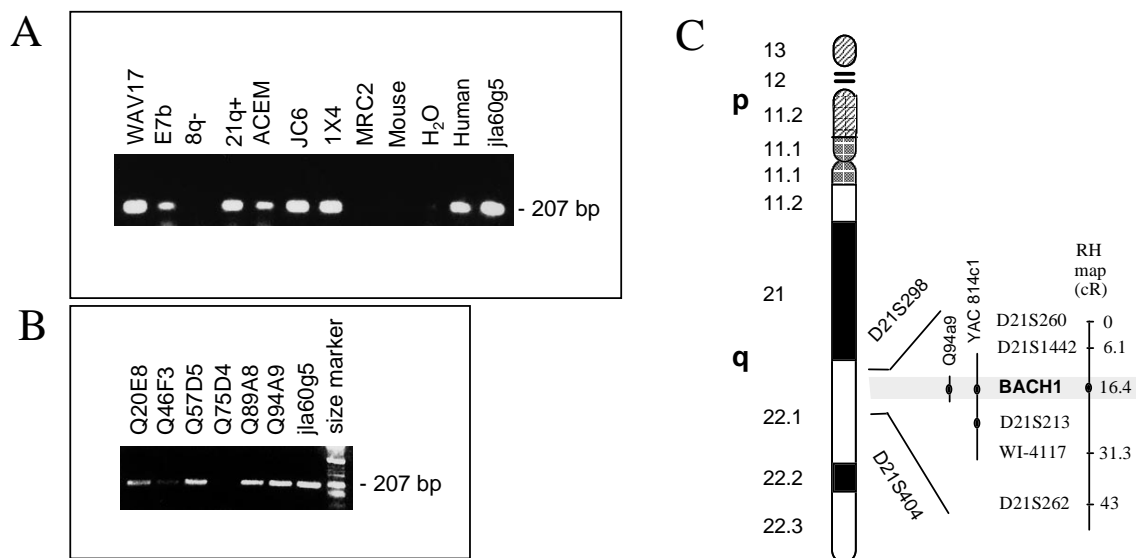 A
WAV17
E7b
8q-
21q+
ACEM
JC6
1X4
MRC2
Mouse
H₂O
Human
jla60g5
- 207 bp
B
Q20E8
Q46F3
Q57D5
Q75D4
Q89A8
Q94A9
jla60g5
size marker
- 207 bp
C
13
12
p
11.2
11.1
11.1
11.2
21
q
22.1
22.2
22.3
D21S298
D21S404
Q94a9
YAC 814c1
RH
map
(cR)
D21S260 0
D21S1442 6.1
BACH1 16.4
D21S213
WI-4117 31.3
D21S262 43